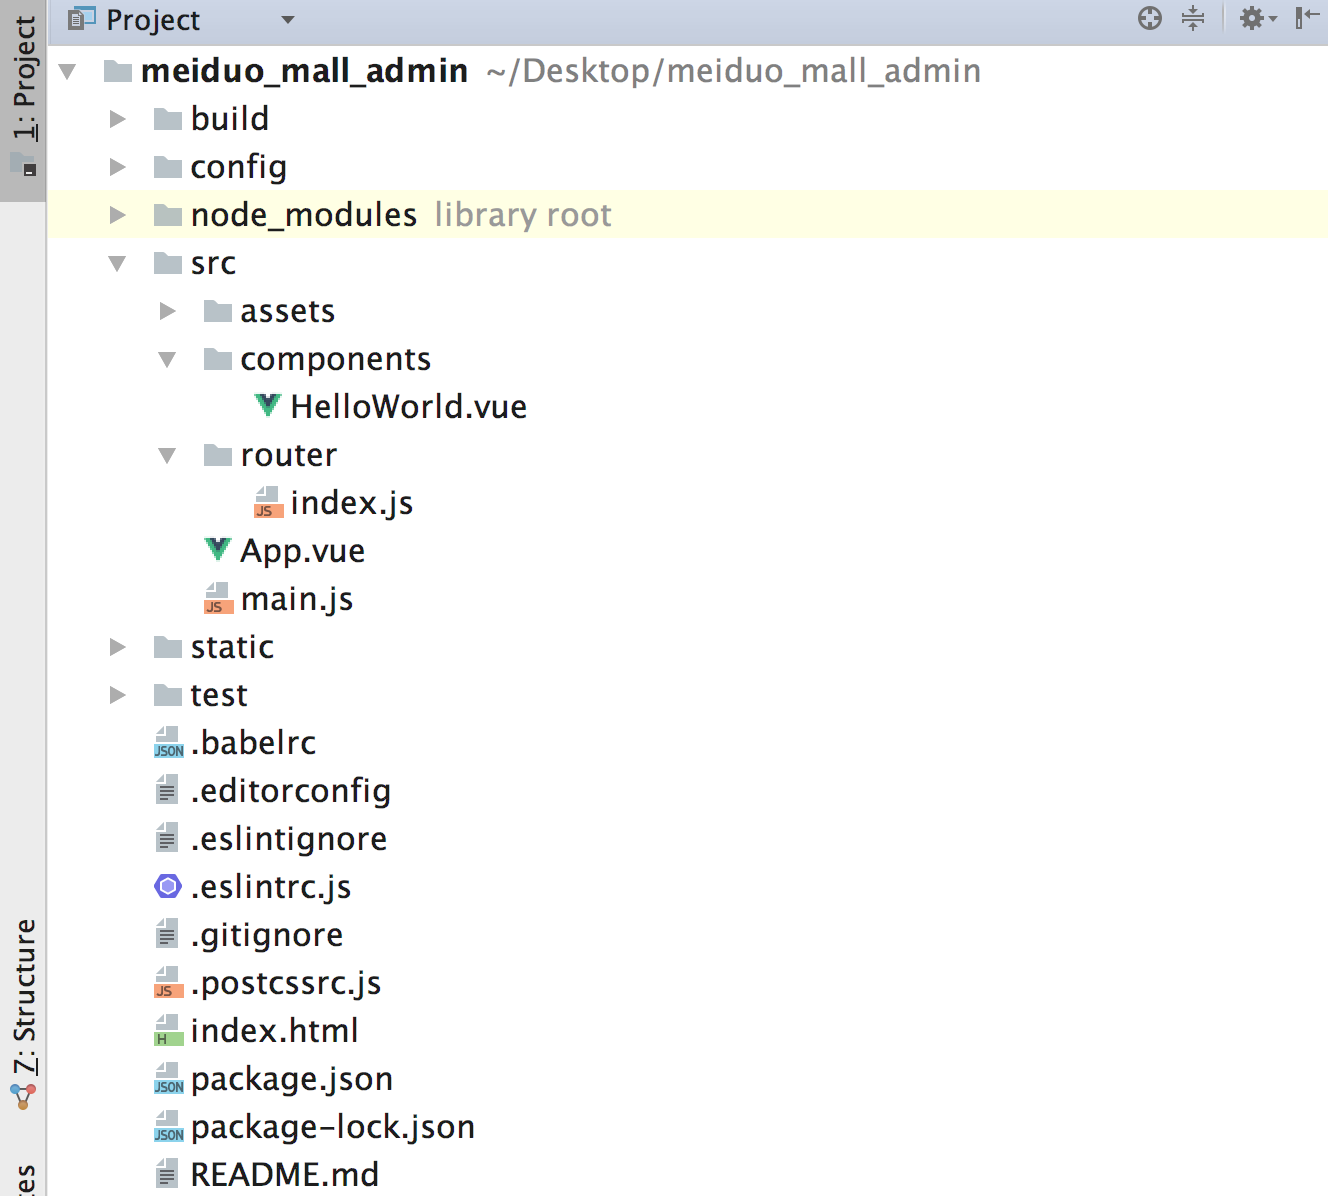 Project
1: Project
meiduo_mall_admin ~/Desktop/meiduo_mall_admin
build
config
node_modules library root
src
assets
components
HelloWorld.vue
router
JS index.js
App.vue
JS main.js
static
test
JSON .babelrc
.editorconfig
.eslintignore
.eslintrc.js
.gitignore
JS .postcssrc.js
H index.html
JSON package.json
JSON package-lock.json
README.md
7: Structure